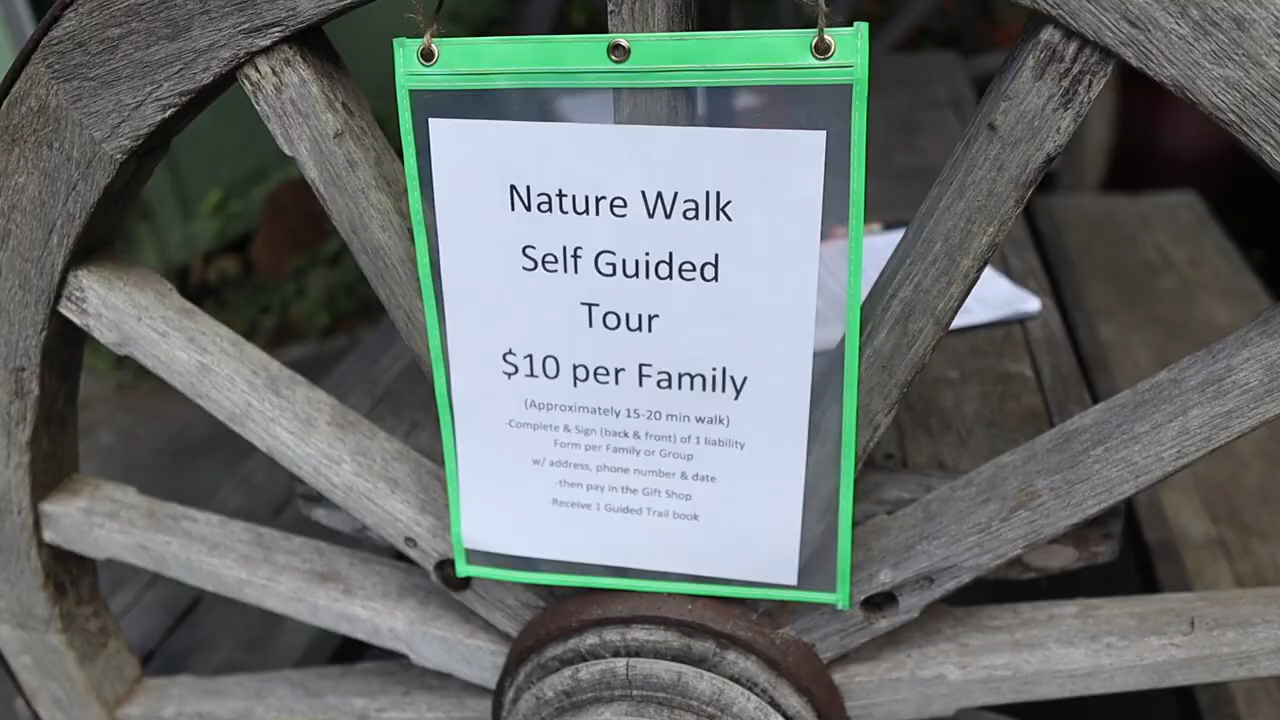 Nature Walk
Self Guided
Tour
$10 per Family
(Approximately 15-20 min walk)
-Complete & Sign (back & front) of 1 liability
Form per Family or Group
w/ address, phone number & date
-then pay in the Gift Shop
-Receive 1 Guided Trail book